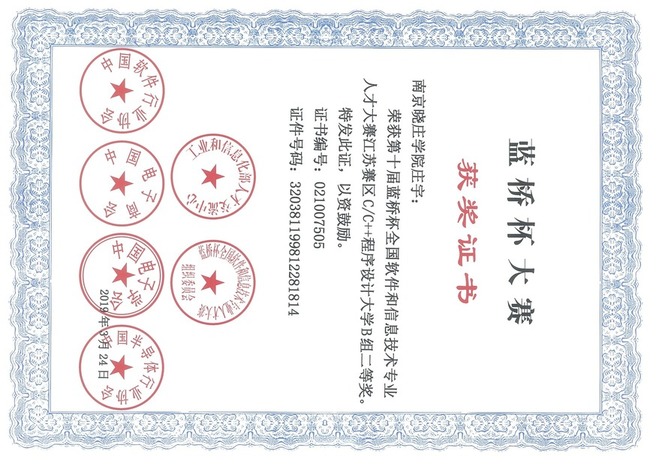 蓝桥杯大赛
获奖证书
南京晓庄学院庄宇：
荣获第十届蓝桥杯全国软件和信息技术专业
人才大赛江苏赛区C/C++程序设计大学B组二等奖。
特发此证，以资鼓励。
证书编号：021007505
证件号码：320381199812281814
工业和信息化部人才交流中心
蓝桥杯全国软件和信息技术专业人才大赛
组织委员会
中国软件行业协会
中国电子商会
中国电子学会
中国半导体行业协会
2019年3月24日